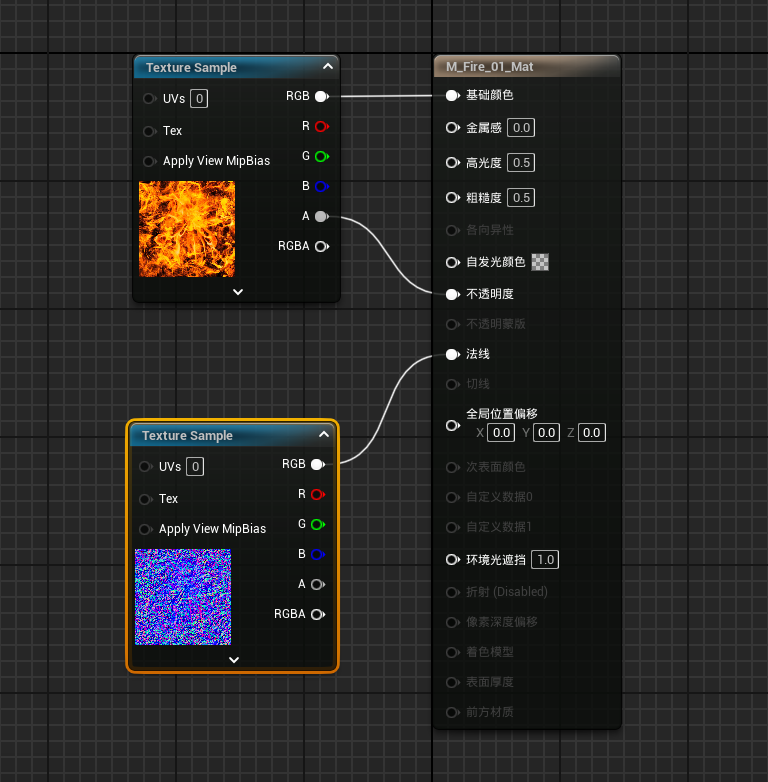 Texture Sample
UVs 0
RGB
Tex
R
Apply View MipBias
G
B
A
RGBA
M_Fire_01_Mat
基础颜色
金属感 0.0
高光度 0.5
粗糙度 0.5
各向异性
自发光颜色
不透明度
不透明蒙版
法线
切线
全局位置偏移
X 0.0 Y 0.0 Z 0.0
次表面颜色
自定义数据0
自定义数据1
环境光遮挡 1.0
折射 (Disabled)
像素深度偏移
着色模型
表面厚度
前方材质
Texture Sample
UVs 0
RGB
Tex
R
Apply View MipBias
G
B
A
RGBA